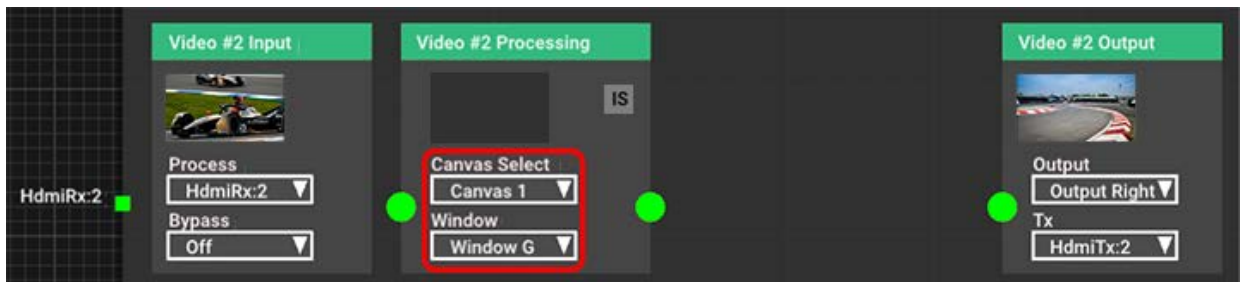 Video #2 Input
Video #2 Processing
Video #2 Output
IS
Process
Canvas Select
Output
HdmiRx:2
HdmiRx:2
Canvas 1
Output Right
Bypass
Window
Tx
Off
Window G
HdmiTx:2